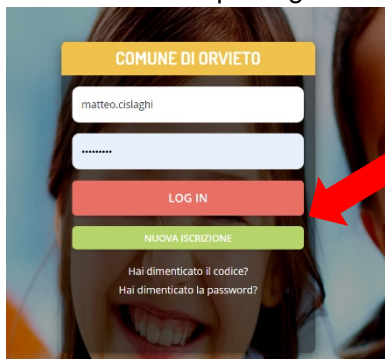 COMUNE DI ORVIETO
matteo.cislaghi
•••••••••
LOG IN
NUOVA ISCRIZIONE
Hai dimenticato il codice?
Hai dimenticato la password?